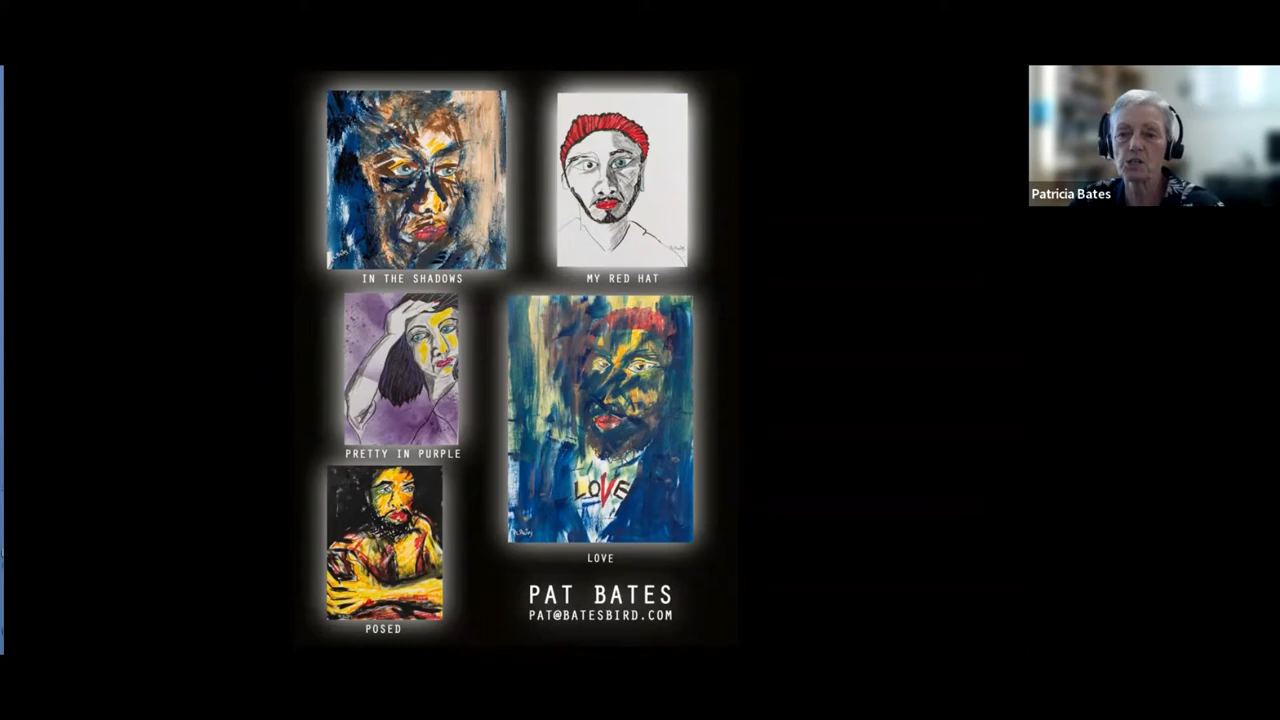 IN THE SHADOWS
MY RED HAT
PRETTY IN PURPLE
LOVE
POSED
LOVE
PAT BATES
PAT@BATESBIRD.COM
Patricia Bates